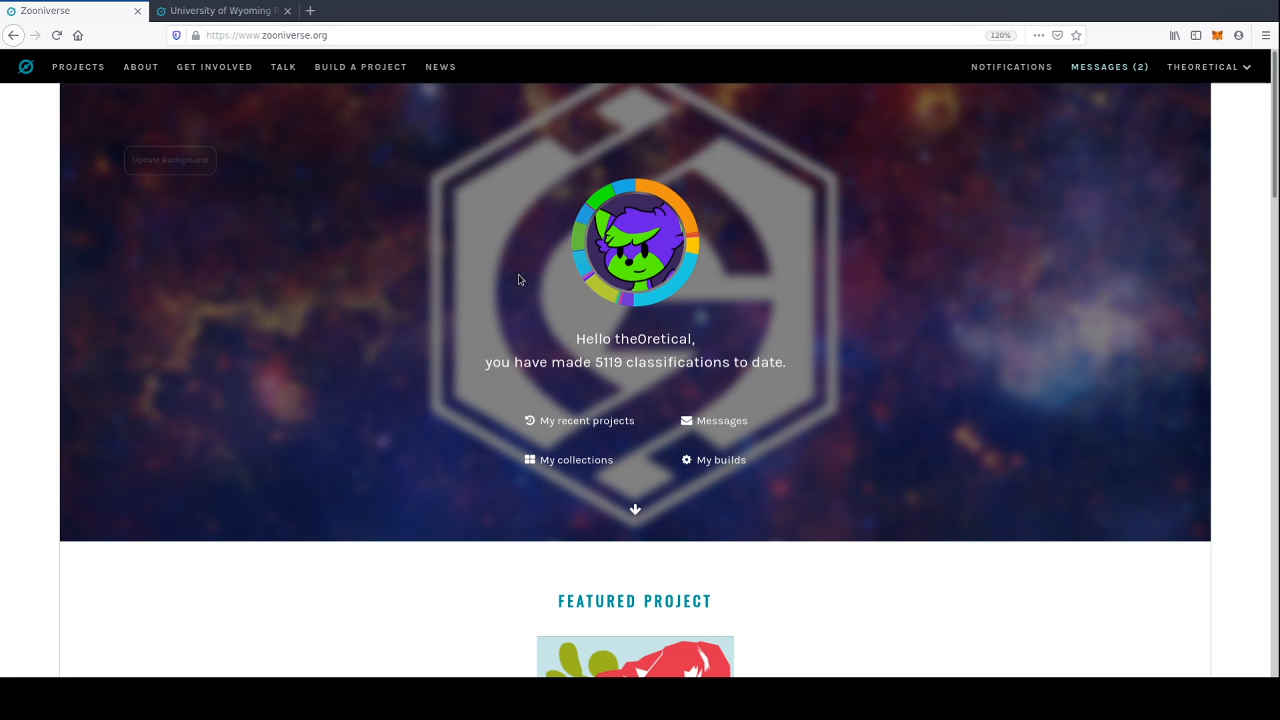 Zooniverse
University of Wyoming
https://www.zooniverse.org
120%
PROJECTS ABOUT GET INVOLVED TALK BUILD A PROJECT NEWS NOTIFICATIONS MESSAGES (2) THEORETICAL
Update Background
Hello the0retical,
you have made 5119 classifications to date.
My recent projects Messages
My collections My builds
FEATURED PROJECT